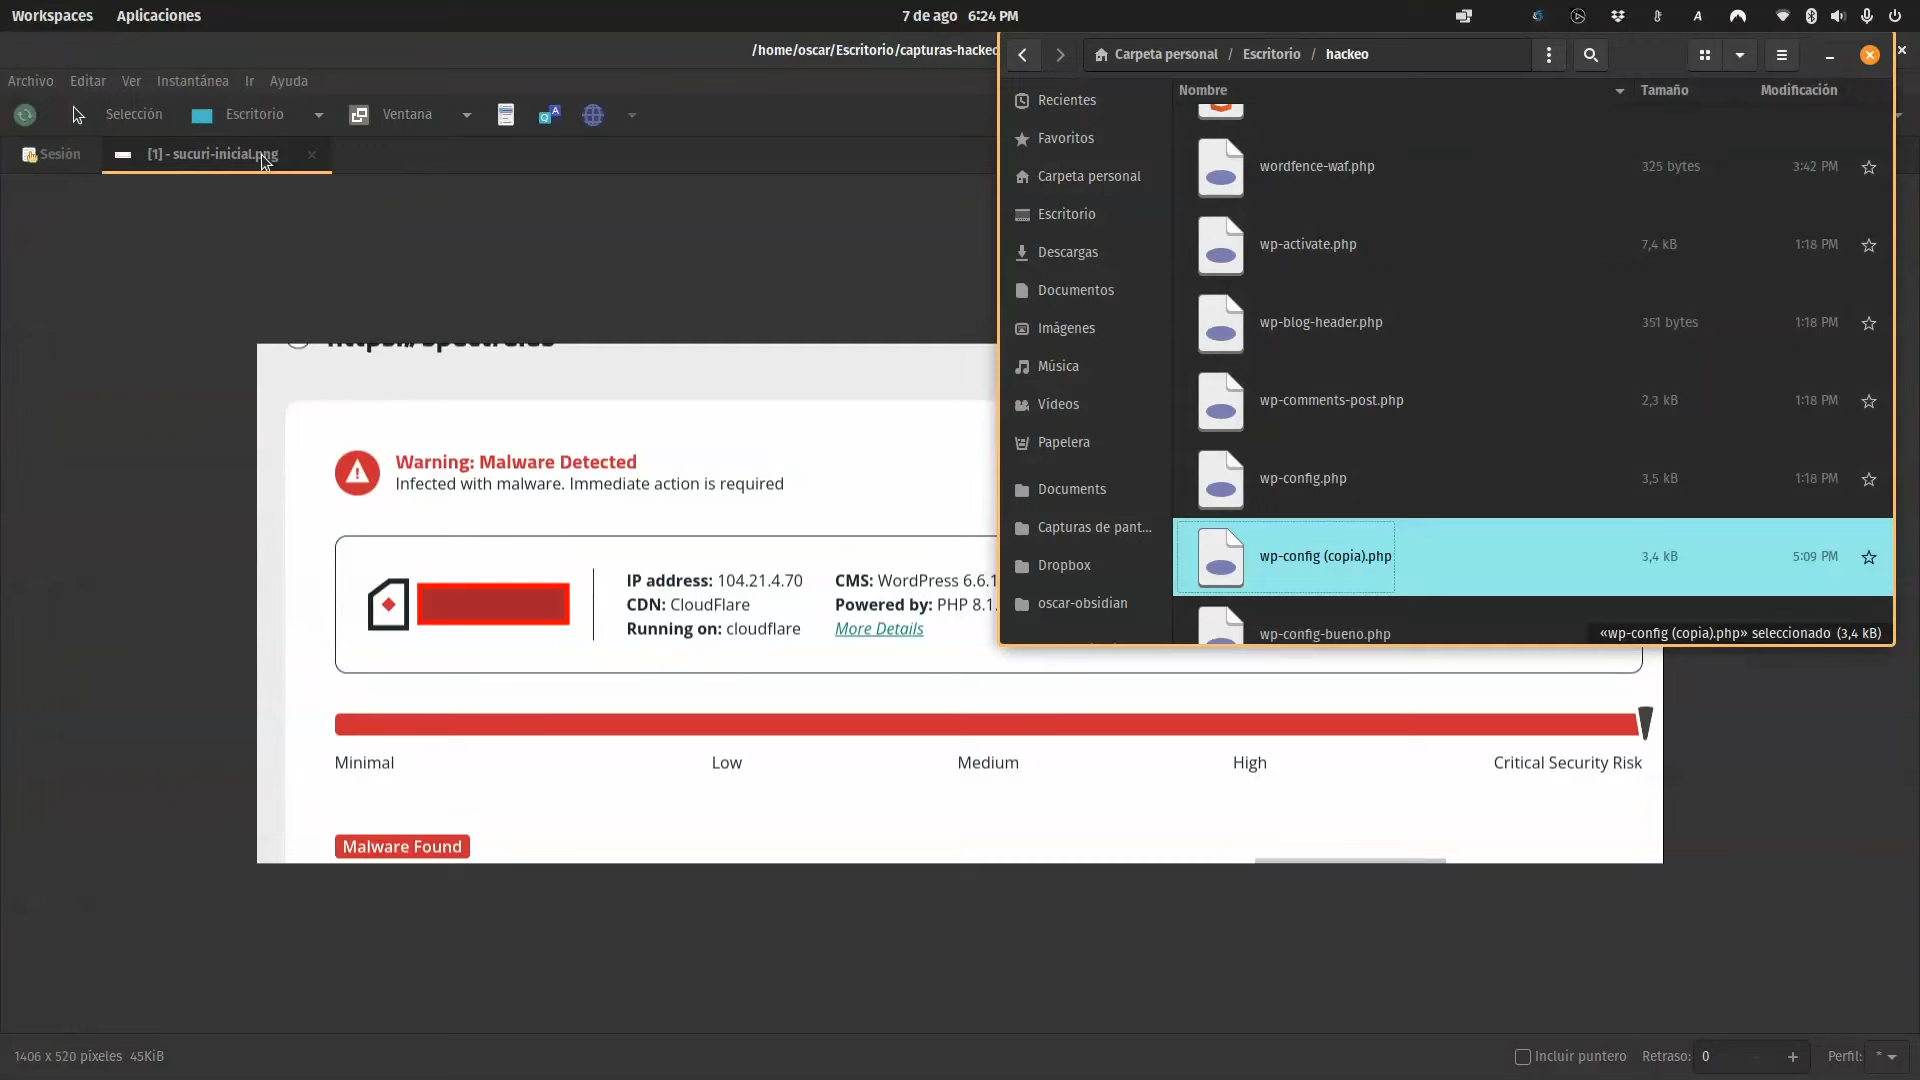 Workspaces Aplicaciones 7 de ago 6:24 PM
/home/oscar/Escritorio/capturas-hackeo
Archivo Editar Ver Instantánea Ir Ayuda
Selección Escritorio Ventana
Sesión [1] - sucuri-inicial.png
Warning: Malware Detected
Infected with malware. Immediate action is required
IP address: 104.21.4.70
CDN: CloudFlare
Running on: cloudflare
CMS: WordPress 6.6.1
Powered by: PHP 8.1.
More Details
Minimal Low Medium High Critical Security Risk
Malware Found
1406 x 520 píxeles 45KiB
Incluir puntero Retraso: 0 Perfil: *
Carpeta personal / Escritorio / hackeo
Recientes
Favoritos
Carpeta personal
Escritorio
Descargas
Documentos
Imágenes
Música
Vídeos
Papelera
Documents
Capturas de pant...
Dropbox
oscar-obsidian
Nombre Tamaño Modificación
wordfence-waf.php 325 bytes 3:42 PM
wp-activate.php 7,4 kB 1:18 PM
wp-blog-header.php 351 bytes 1:18 PM
wp-comments-post.php 2,3 kB 1:18 PM
wp-config.php 3,5 kB 1:18 PM
wp-config (copia).php 3,4 kB 5:09 PM
wp-config-bueno.php
«wp-config (copia).php» seleccionado (3,4 kB)